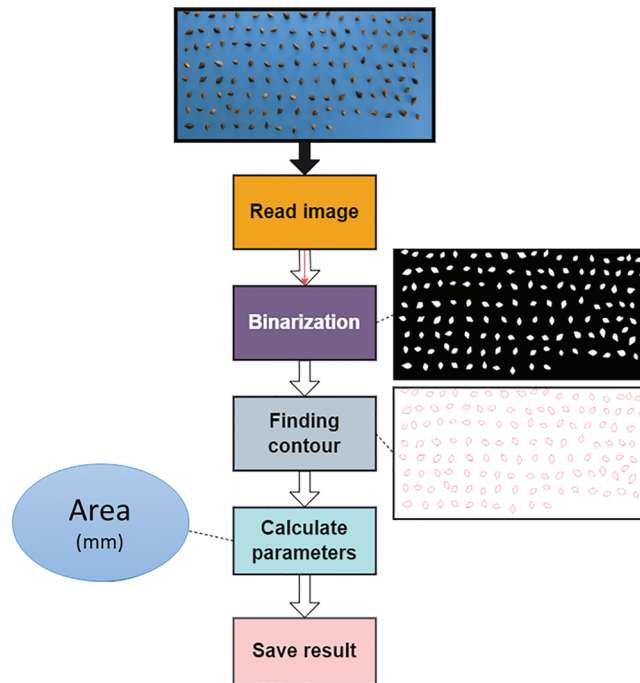 Read image
Binarization
Finding
contour
Area
(mm)
Calculate
parameters
Save result